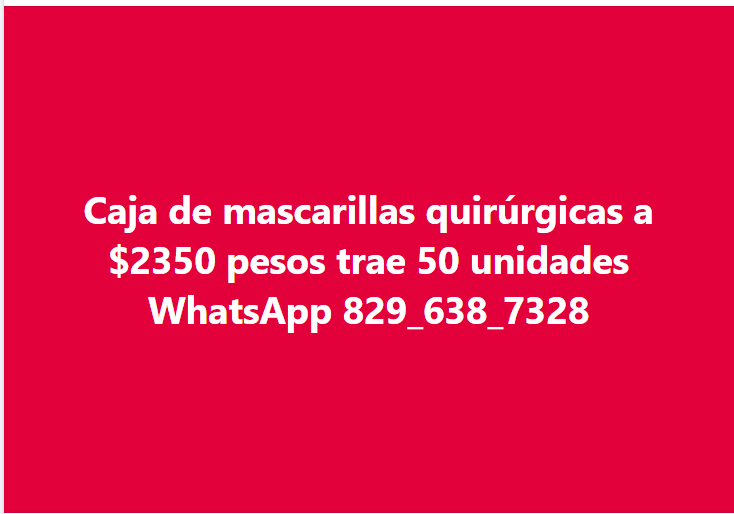 Caja de mascarillas quirúrgicas a
$2350 pesos trae 50 unidades
WhatsApp 829_638_7328